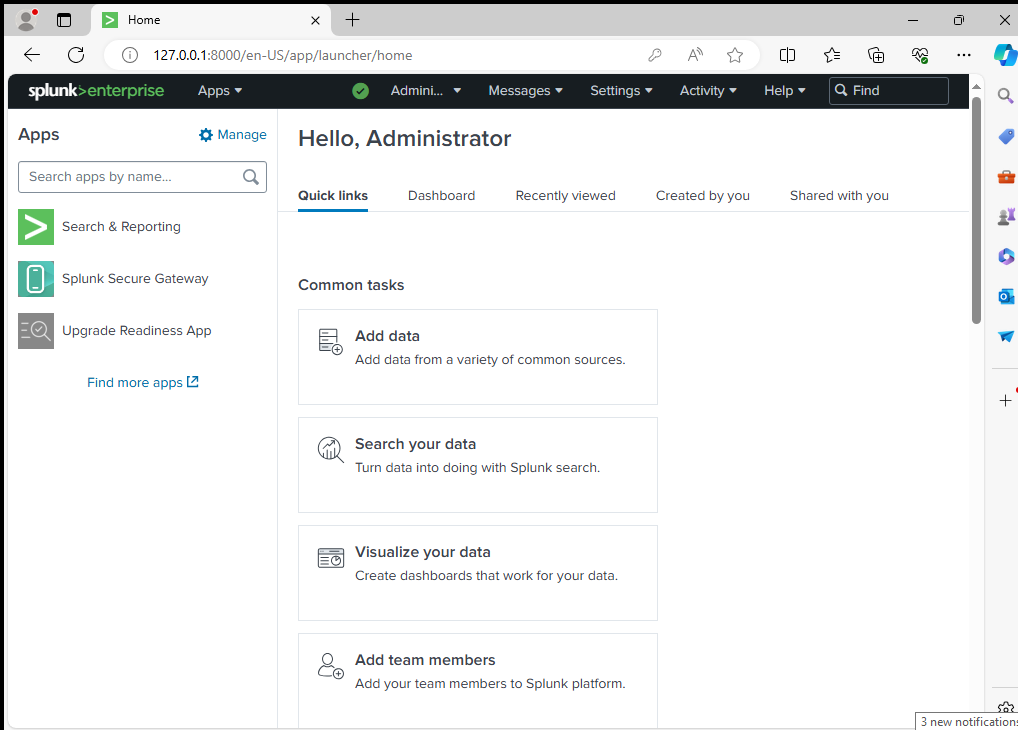 Home
127.0.0.1:8000/en-US/app/launcher/home
splunk>enterprise Apps Admini... Messages Settings Activity Help Find
Apps Manage
Search apps by name...
Search & Reporting
Splunk Secure Gateway
Upgrade Readiness App
Find more apps
Hello, Administrator
Quick links Dashboard Recently viewed Created by you Shared with you
Common tasks
Add data
Add data from a variety of common sources.
Search your data
Turn data into doing with Splunk search.
Visualize your data
Create dashboards that work for your data.
Add team members
Add your team members to Splunk platform.
3 new notifications